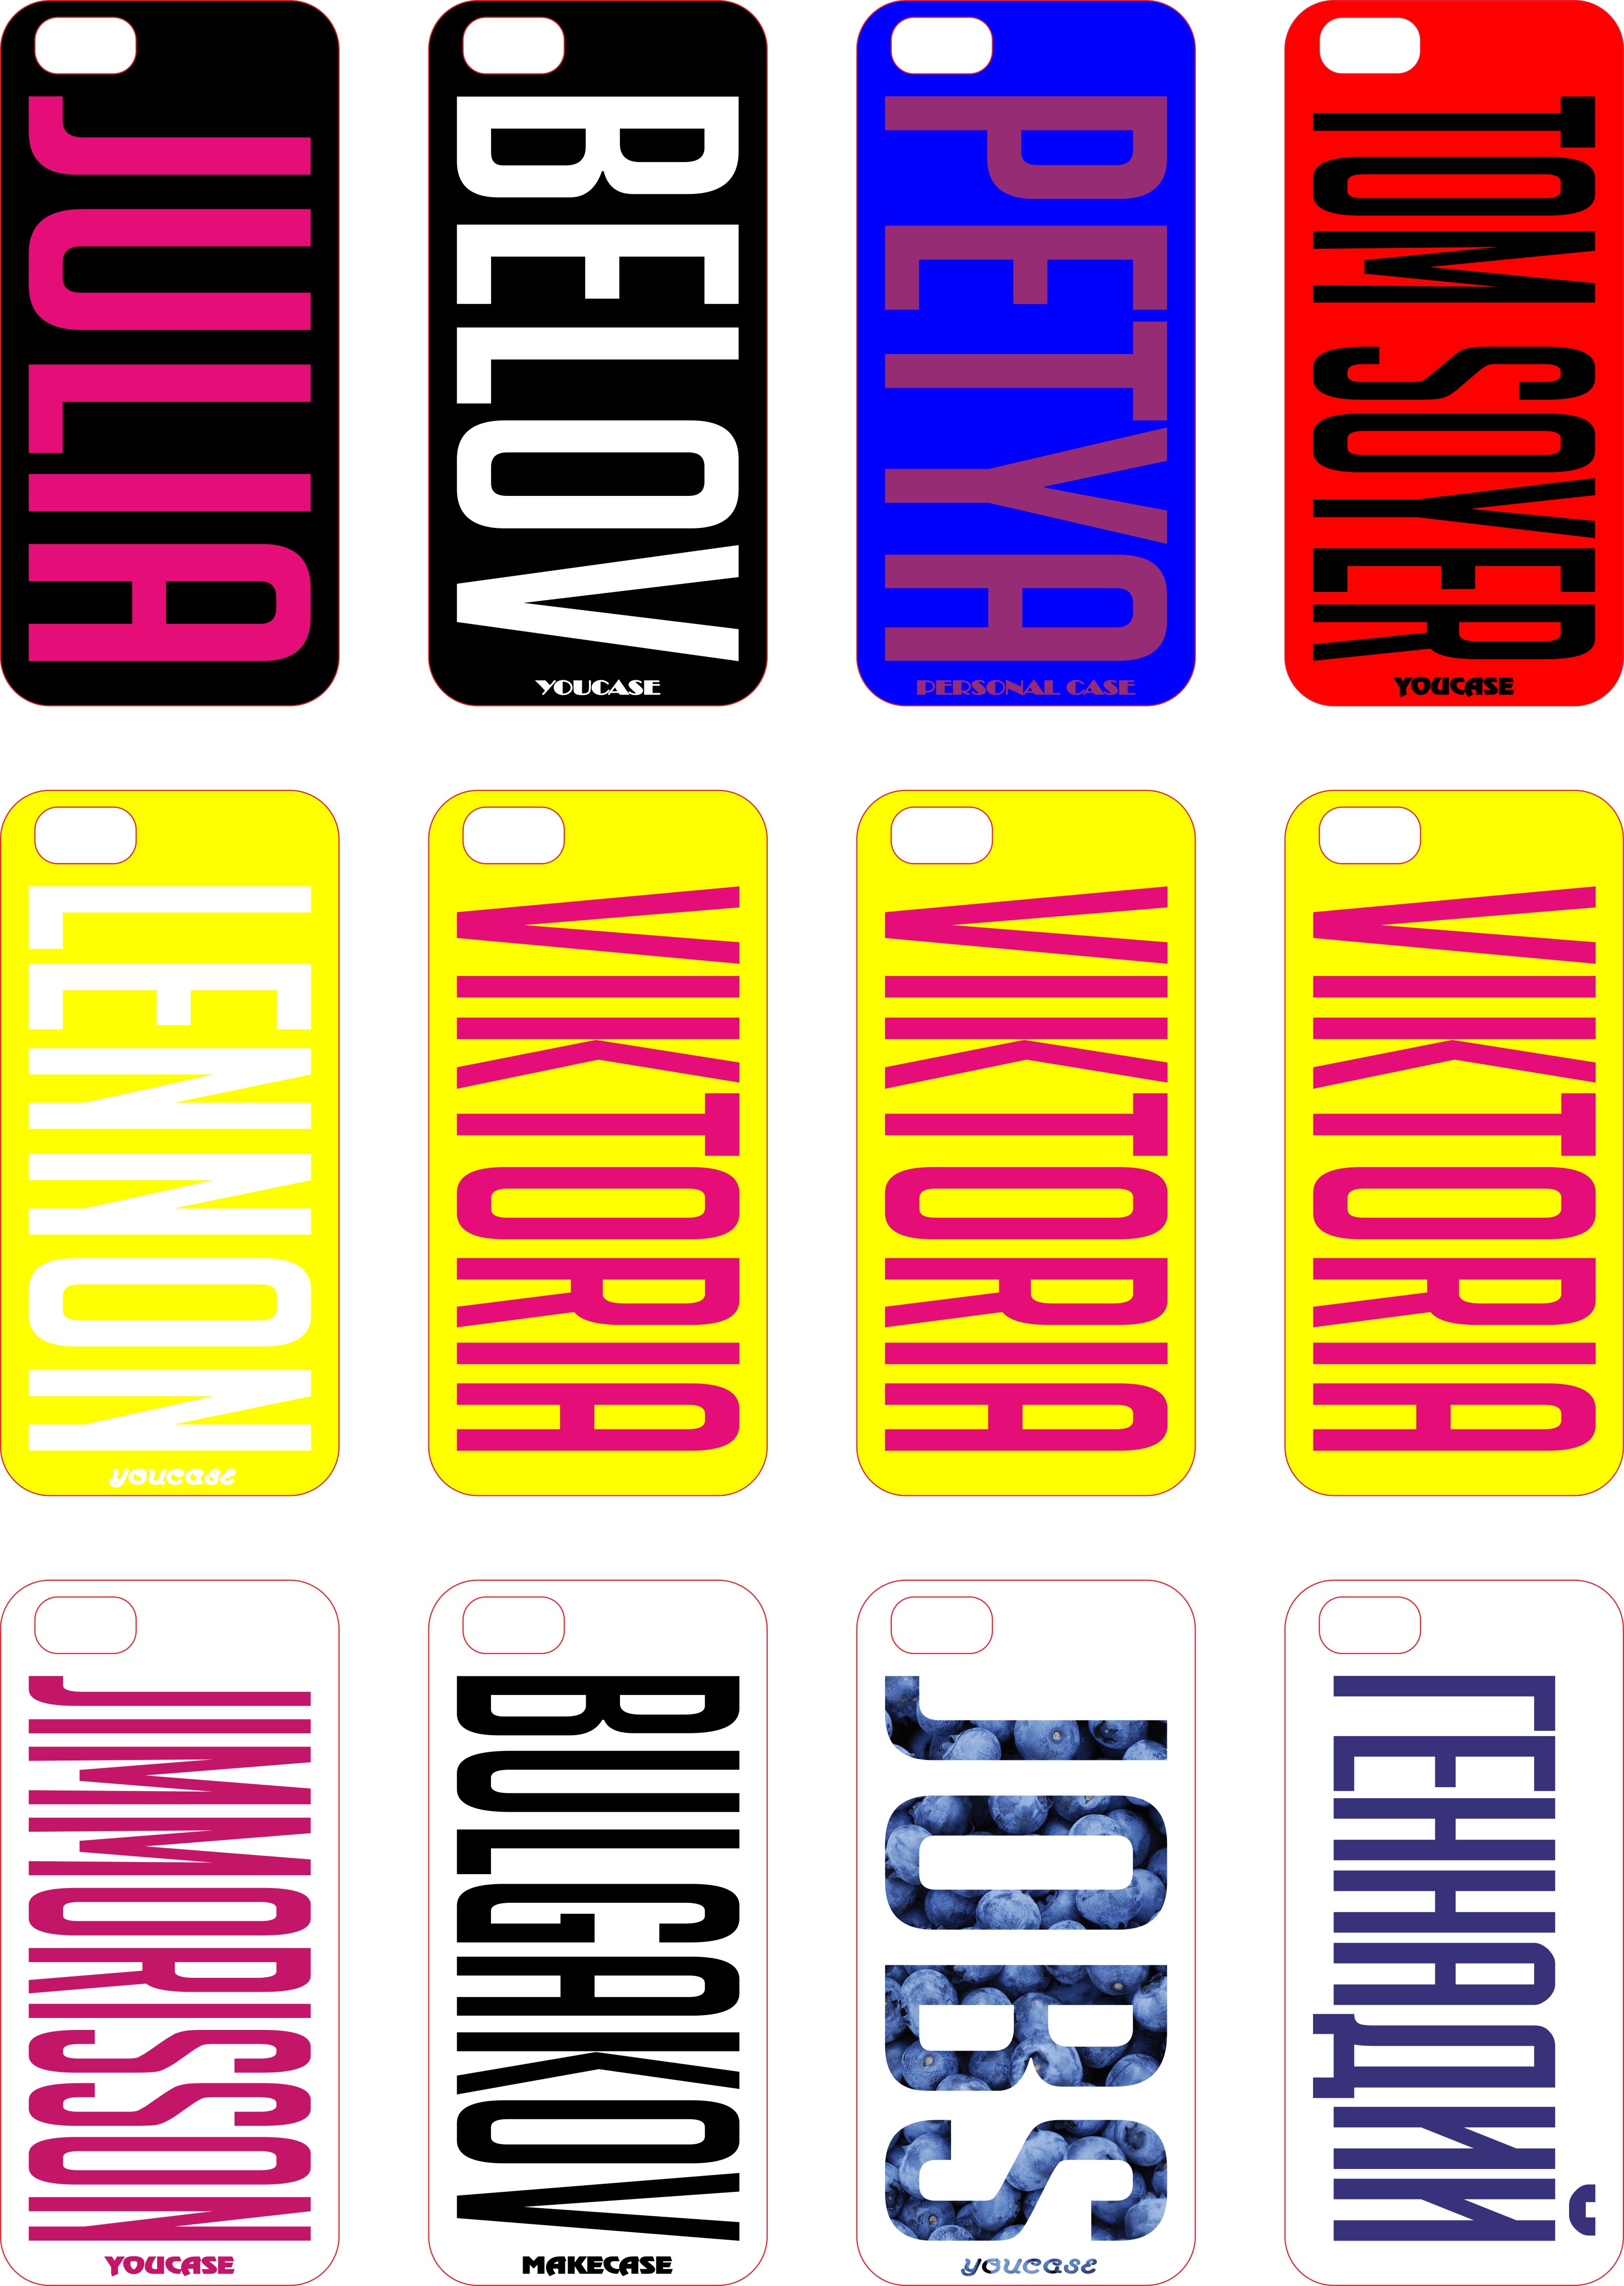 JULIA
BELOV
YOUCASE
PETYA
PERSONAL CASE
TOM SOYER
YOUCASE
LENNON
youcase
VIKTORIA
VIKTORIA
VIKTORIA
JIMMORISSON
YOUCASE
BULGAKOV
MAKECASE
JOBS
youcase
ГЕННАДИЙ